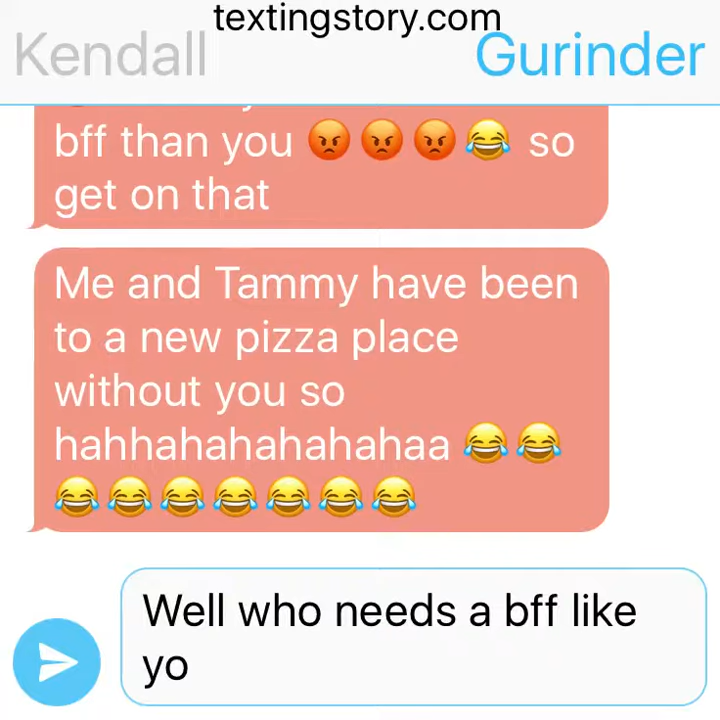 textingstory.com
Kendall Gurinder
bff than you 😡😡😡😂 so
get on that
Me and Tammy have been
to a new pizza place
without you so
hahhahahahahahaa 😂😂
😂😂😂😂😂😂😂
Well who needs a bff like
yo